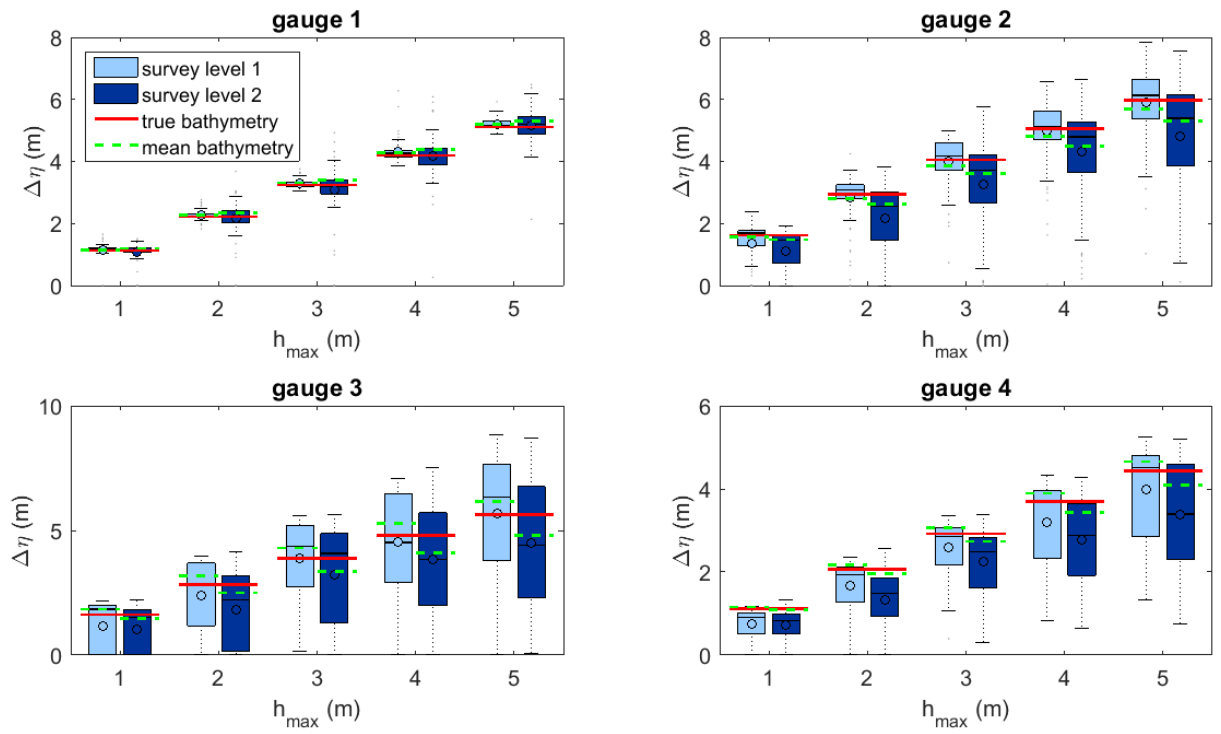 gauge 1
8
6
4
2
0
Δη (m)
survey level 1
survey level 2
true bathymetry
mean bathymetry
1 2 3 4 5
h_max (m)
gauge 2
8
6
4
2
0
Δη (m)
1 2 3 4 5
h_max (m)
gauge 3
10
5
0
Δη (m)
1 2 3 4 5
h_max (m)
gauge 4
6
4
2
0
Δη (m)
1 2 3 4 5
h_max (m)